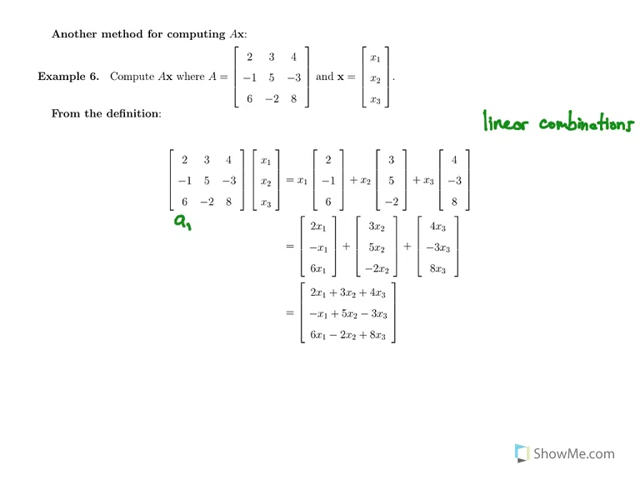 Another method for computing Ax:
Example 6. Compute Ax where A = [ 2 3 4 ; −1 5 −3 ; 6 −2 8 ] and x = [ x₁ ; x₂ ; x₃ ].
From the definition:
linear combinations
[ 2 3 4 ; −1 5 −3 ; 6 −2 8 ] [ x₁ ; x₂ ; x₃ ] = x₁ [ 2 ; −1 ; 6 ] + x₂ [ 3 ; 5 ; −2 ] + x₃ [ 4 ; −3 ; 8 ]
a₁
= [ 2x₁ ; −x₁ ; 6x₁ ] + [ 3x₂ ; 5x₂ ; −2x₂ ] + [ 4x₃ ; −3x₃ ; 8x₃ ]
= [ 2x₁ + 3x₂ + 4x₃ ; −x₁ + 5x₂ − 3x₃ ; 6x₁ − 2x₂ + 8x₃ ]
ShowMe.com